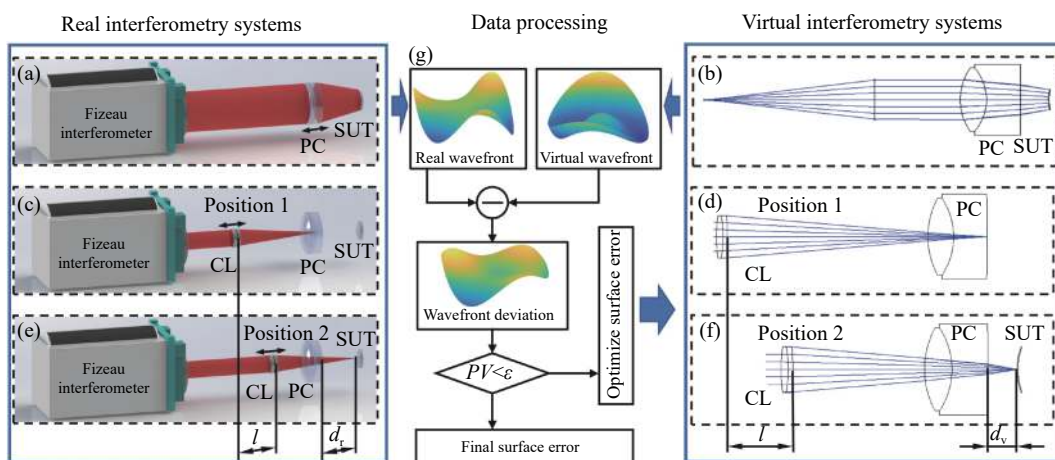 Real interferometry systems
Data processing
Virtual interferometry systems
(a)
Fizeau
interferometer
PC
SUT
(c)
Fizeau
interferometer
Position 1
CL
PC
SUT
(e)
Fizeau
interferometer
Position 2
CL
PC
SUT
l
d_r
(g)
Real wavefront
Virtual wavefront
−
Wavefront deviation
PV<ε
Optimize surface error
Final surface error
(b)
PC
SUT
(d)
Position 1
PC
CL
(f)
Position 2
PC
SUT
CL
l
d_v